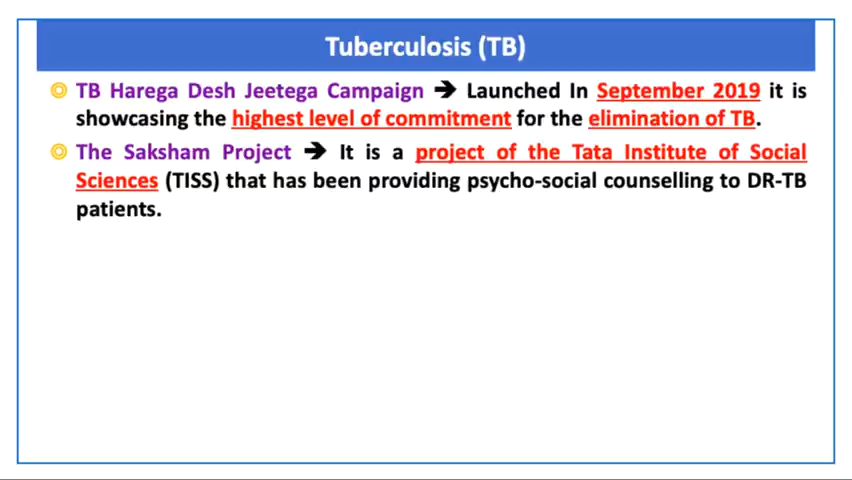 Tuberculosis (TB)
TB Harega Desh Jeetega Campaign ➔ Launched In September 2019 it is
showcasing the highest level of commitment for the elimination of TB.
The Saksham Project ➔ It is a project of the Tata Institute of Social
Sciences (TISS) that has been providing psycho-social counselling to DR-TB
patients.